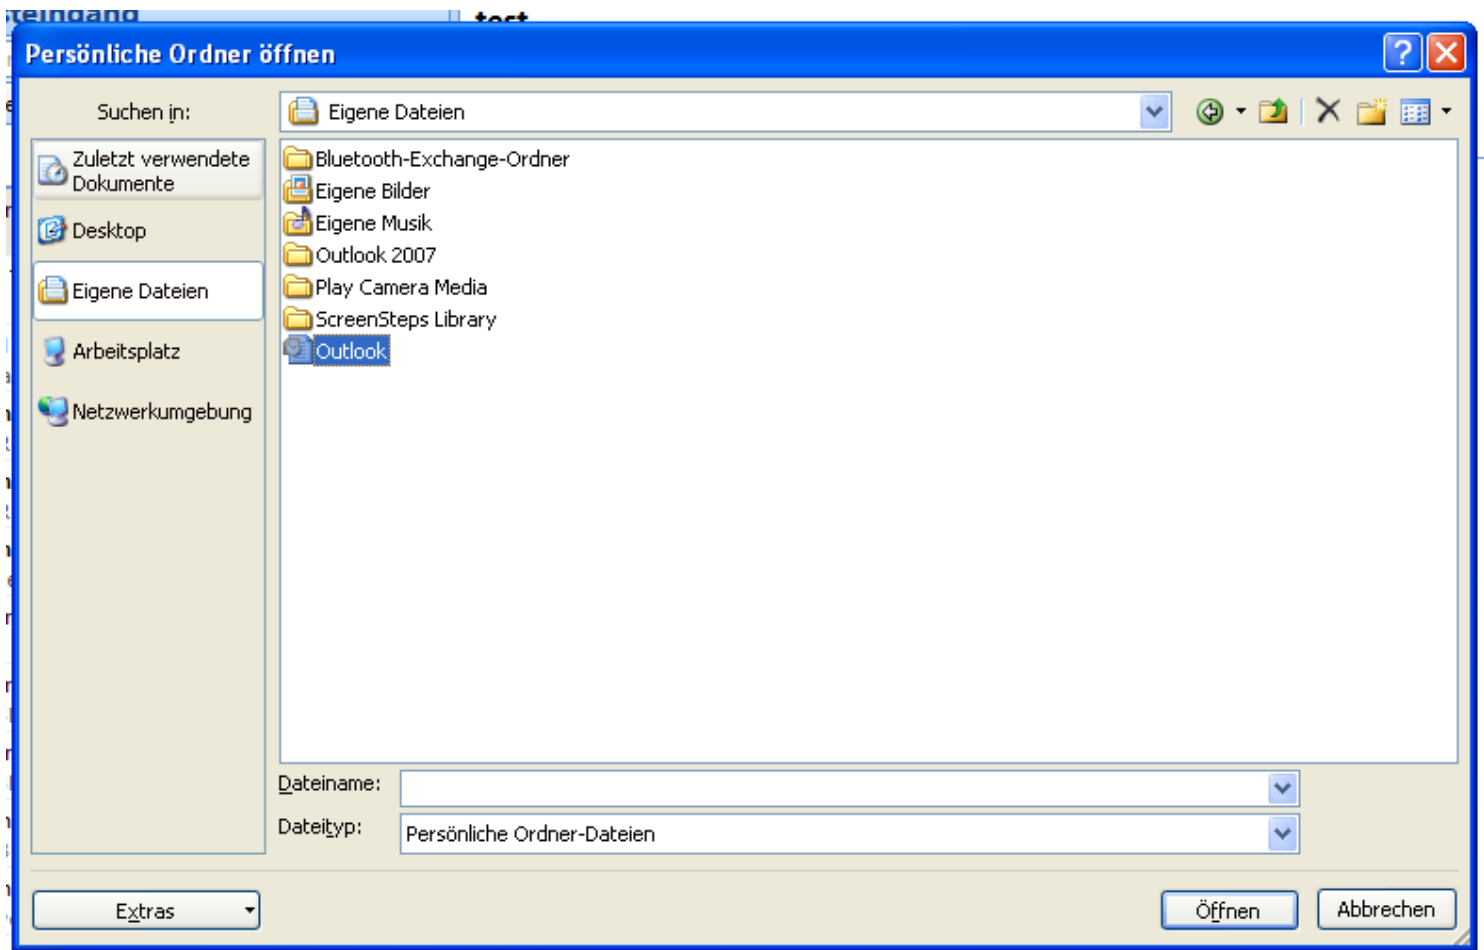 steingang
test
Persönliche Ordner öffnen
Suchen in:
Eigene Dateien
Zuletzt verwendete
Dokumente
Desktop
Eigene Dateien
Arbeitsplatz
Netzwerkumgebung
Bluetooth-Exchange-Ordner
Eigene Bilder
Eigene Musik
Outlook 2007
Play Camera Media
ScreenSteps Library
Outlook
Dateiname:
Dateityp:
Persönliche Ordner-Dateien
Extras
Öffnen
Abbrechen